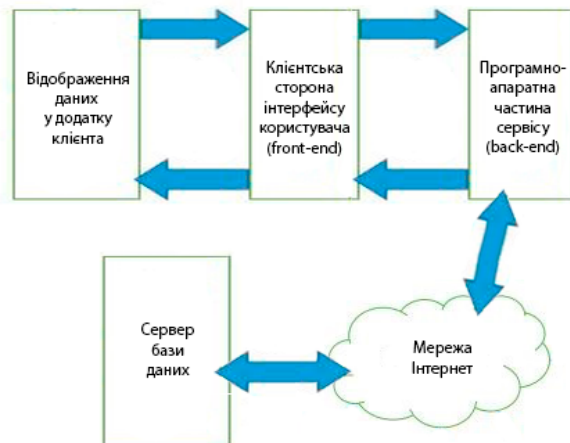 Відображення
даних
у додатку
клієнта
Клієнтська
сторона
інтерфейсу
користувача
(front-end)
Програмно-
апаратна
частина
сервісу
(back-end)
Сервер
бази
даних
Мережа
Інтернет